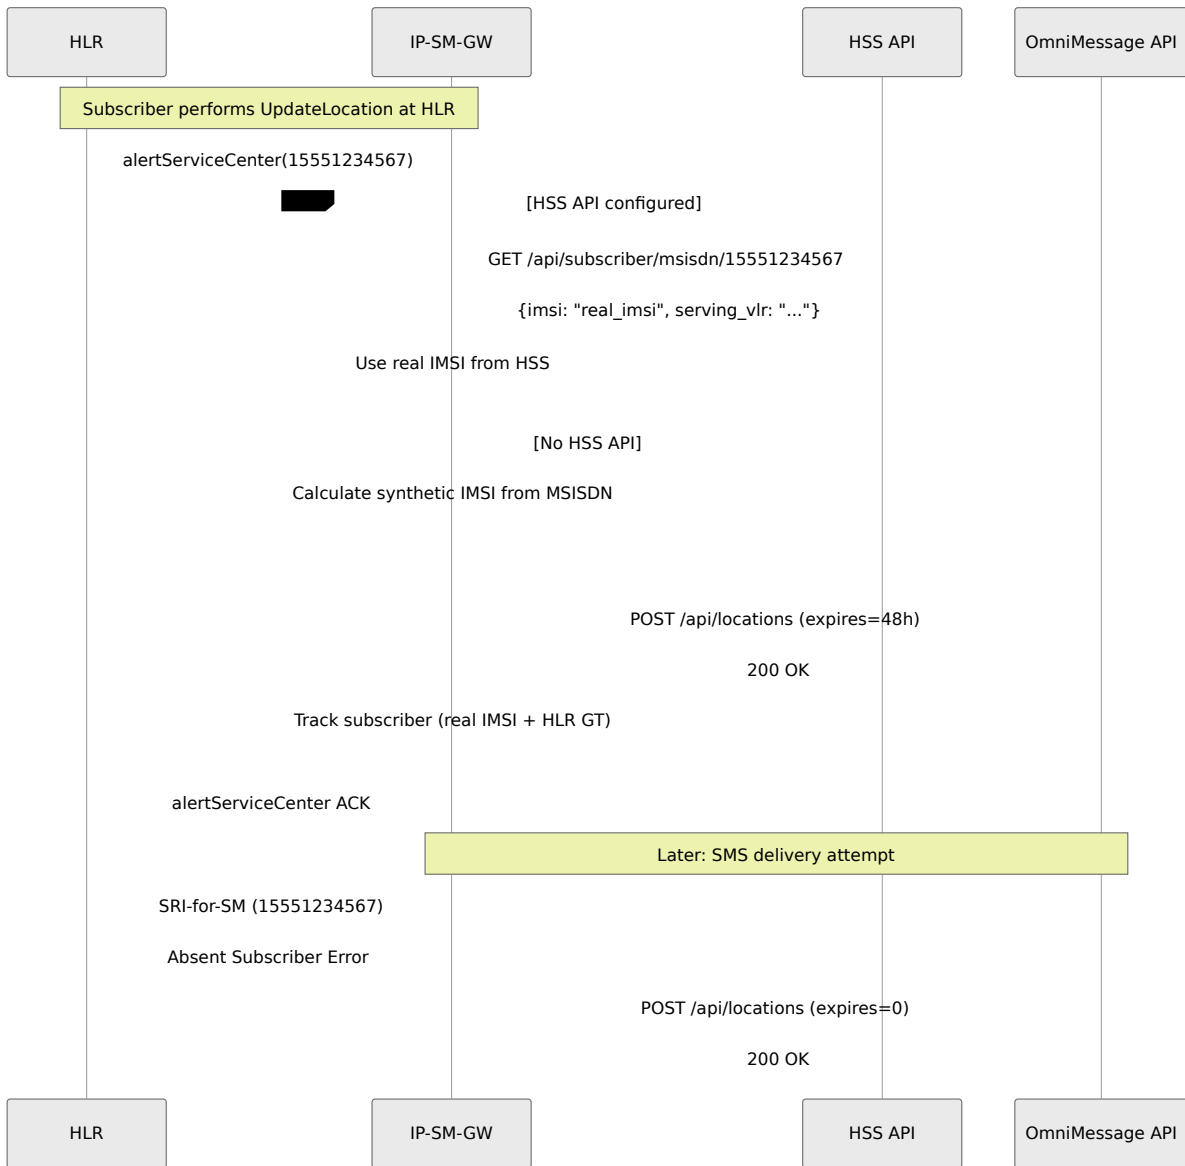 HLR
IP-SM-GW
HSS API
OmniMessage API
Subscriber performs UpdateLocation at HLR
alertServiceCenter(15551234567)
[HSS API configured]
GET /api/subscriber/msisdn/15551234567
{imsi: "real_imsi", serving_vlr: "..."}
Use real IMSI from HSS
[No HSS API]
Calculate synthetic IMSI from MSISDN
POST /api/locations (expires=48h)
200 OK
Track subscriber (real IMSI + HLR GT)
alertServiceCenter ACK
Later: SMS delivery attempt
SRI-for-SM (15551234567)
Absent Subscriber Error
POST /api/locations (expires=0)
200 OK
HLR
IP-SM-GW
HSS API
OmniMessage API